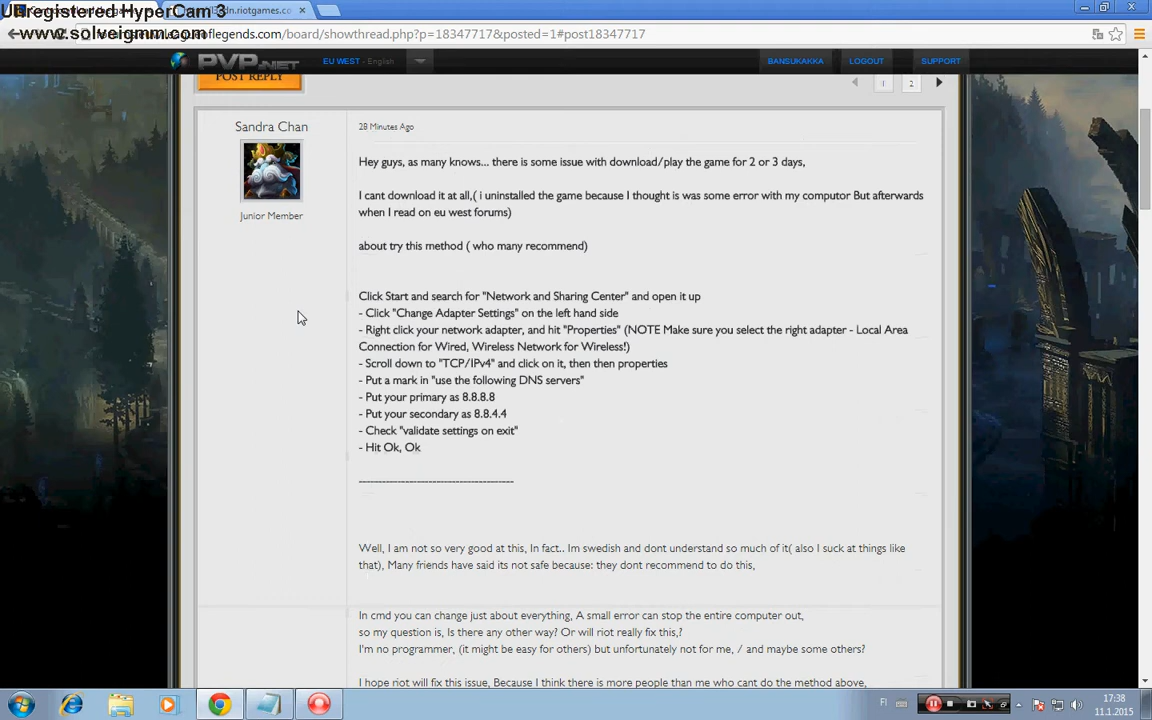 Unregistered HyperCam 3
www.solveigmm.com
riotgames.co...
eoflegends.com/board/showthread.php?p=18347717&posted=1#post18347717
PVP.NET
EU WEST - English
BANSUKAKKA
LOGOUT
SUPPORT
POST REPLY
1
2
Sandra Chan
Junior Member
28 Minutes Ago
Hey guys, as many knows... there is some issue with download/play the game for 2 or 3 days,
I cant download it at all,( i uninstalled the game because I thought is was some error with my computor But afterwards
when I read on eu west forums)
about try this method ( who many recommend)
Click Start and search for "Network and Sharing Center" and open it up
- Click "Change Adapter Settings" on the left hand side
- Right click your network adapter, and hit "Properties" (NOTE Make sure you select the right adapter - Local Area
Connection for Wired, Wireless Network for Wireless!)
- Scroll down to "TCP/IPv4" and click on it, then then properties
- Put a mark in "use the following DNS servers"
- Put your primary as 8.8.8.8
- Put your secondary as 8.8.4.4
- Check "validate settings on exit"
- Hit Ok, Ok
-----------------------------------------
Well, I am not so very good at this, In fact.. Im swedish and dont understand so much of it( also I suck at things like
that), Many friends have said its not safe because: they dont recommend to do this,
In cmd you can change just about everything, A small error can stop the entire computer out,
so my question is, Is there any other way? Or will riot really fix this,?
I'm no programmer, (it might be easy for others) but unfortunately not for me, / and maybe some others?
I hope riot will fix this issue, Because I think there is more people than me who cant do the method above,
FI
17:38
11.1.2015